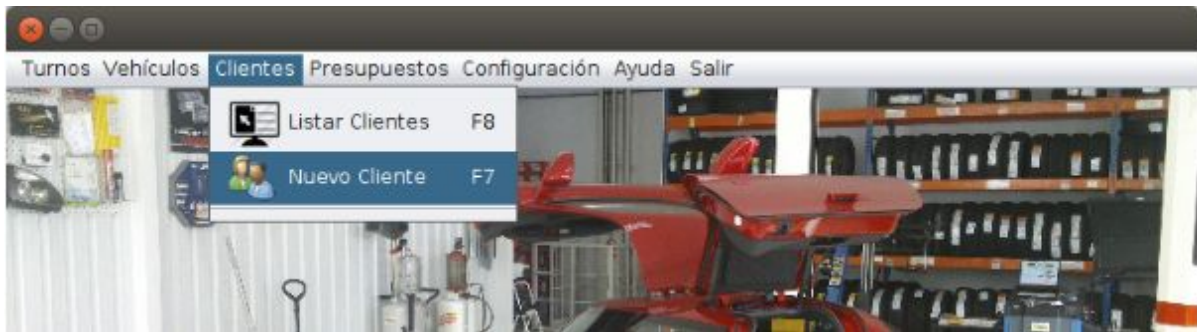 Turnos Vehículos Clientes Presupuestos Configuración Ayuda Salir
Listar Clientes F8
Nuevo Cliente F7